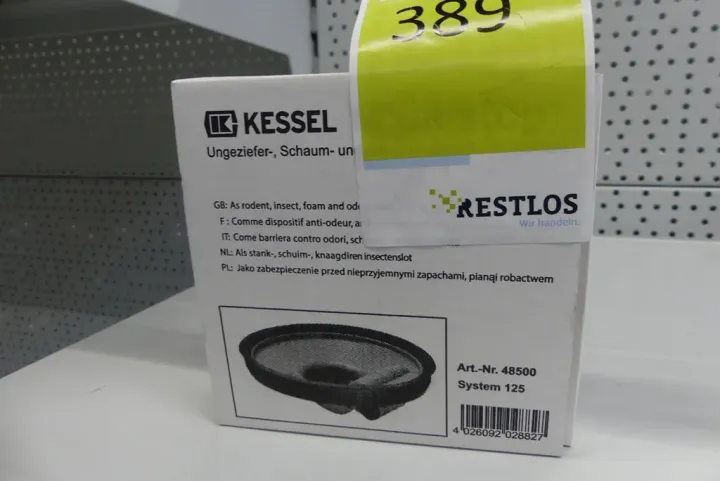 389
KESSEL
Ungeziefer-, Schaum- un
GB: As rodent, insect, foam and odo
F : Comme dispositif anti-odeur, a
IT: Come barriera contro odori, sch
NL: Als stank-, schuim-, knaagdiren insectenslot
PL: Jako zabezpieczenie przed nieprzyjemnymi zapachami, pianąi robactwem
RESTLOS
Wir handeln.
Art.-Nr. 48500
System 125
4 026092 028827